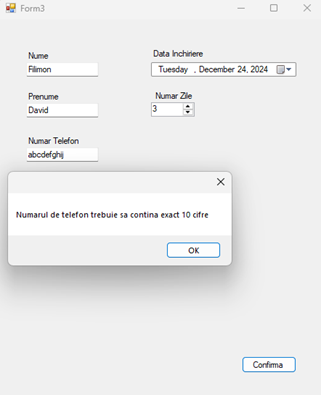 Form3
Nume
Filimon
Data Inchiriere
Tuesday , December 24, 2024
Prenume
David
Numar Zile
3
Numar Telefon
abcdefghij
Numarul de telefon trebuie sa contina exact 10 cifre
OK
Confirma